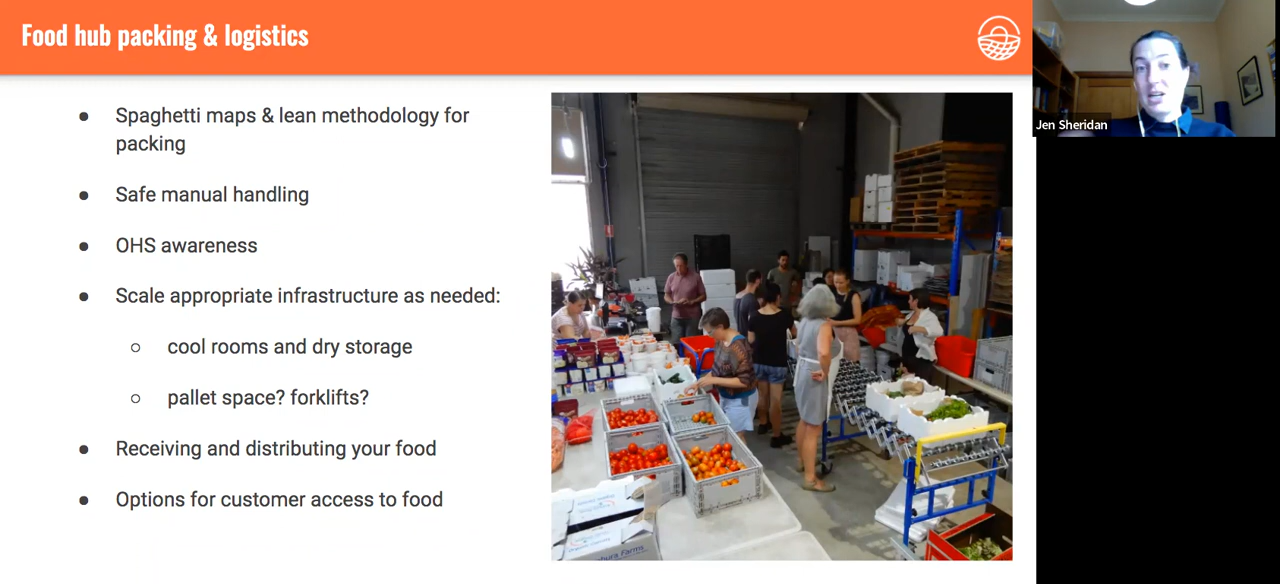 Food hub packing & logistics
Jen Sheridan
● Spaghetti maps & lean methodology for
packing
● Safe manual handling
● OHS awareness
● Scale appropriate infrastructure as needed:
○ cool rooms and dry storage
○ pallet space? forklifts?
● Receiving and distributing your food
● Options for customer access to food
Farms